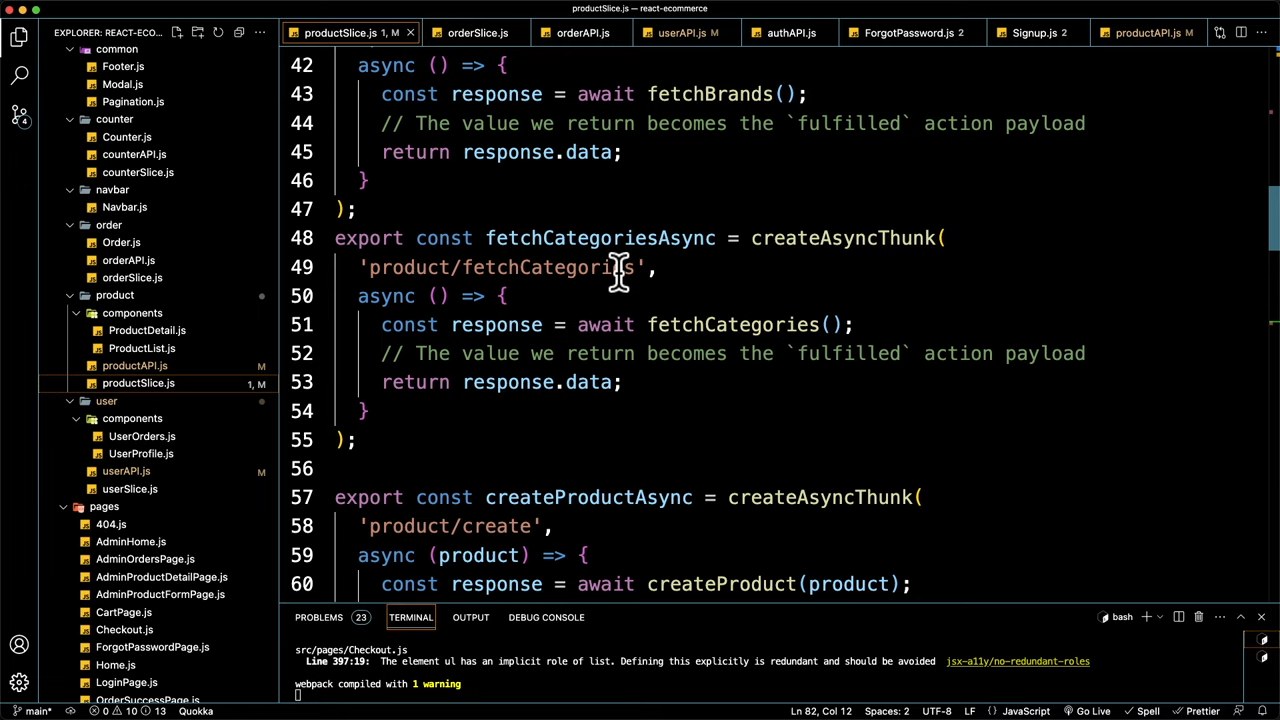 productSlice.js — react-ecommerce
EXPLORER: REACT-ECO...
productSlice.js 1, M
orderSlice.js
orderAPI.js
userAPI.js M
authAPI.js
ForgotPassword.js 2
Signup.js 2
productAPI.js M
common
Footer.js
Modal.js
Pagination.js
counter
Counter.js
counterAPI.js
counterSlice.js
navbar
Navbar.js
order
Order.js
orderAPI.js
orderSlice.js
product
components
ProductDetail.js
ProductList.js
productAPI.js M
productSlice.js 1, M
user
components
UserOrders.js
UserProfile.js
userAPI.js M
userSlice.js
pages
404.js
AdminHome.js
AdminOrdersPage.js
AdminProductDetailPage.js
AdminProductFormPage.js
CartPage.js
Checkout.js
ForgotPasswordPage.js
Home.js
LoginPage.js
OrderSuccessPage.js
42 async () => {
43 const response = await fetchBrands();
44 // The value we return becomes the `fulfilled` action payload
45 return response.data;
46 }
47 );
48 export const fetchCategoriesAsync = createAsyncThunk(
49 'product/fetchCategories',
50 async () => {
51 const response = await fetchCategories();
52 // The value we return becomes the `fulfilled` action payload
53 return response.data;
54 }
55 );
56
57 export const createProductAsync = createAsyncThunk(
58 'product/create',
59 async (product) => {
60 const response = await createProduct(product);
PROBLEMS 23 TERMINAL OUTPUT DEBUG CONSOLE bash
src/pages/Checkout.js
Line 397:19: The element ul has an implicit role of list. Defining this explicitly is redundant and should be avoided jsx-a11y/no-redundant-roles
webpack compiled with 1 warning
main* 0 10 13 Quokka Ln 82, Col 12 Spaces: 2 UTF-8 LF {} JavaScript Go Live Spell Prettier